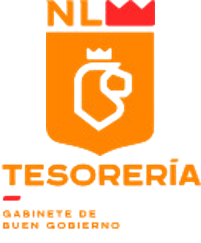 NL
TESORERÍA
GABINETE DE
BUEN GOBIERNO